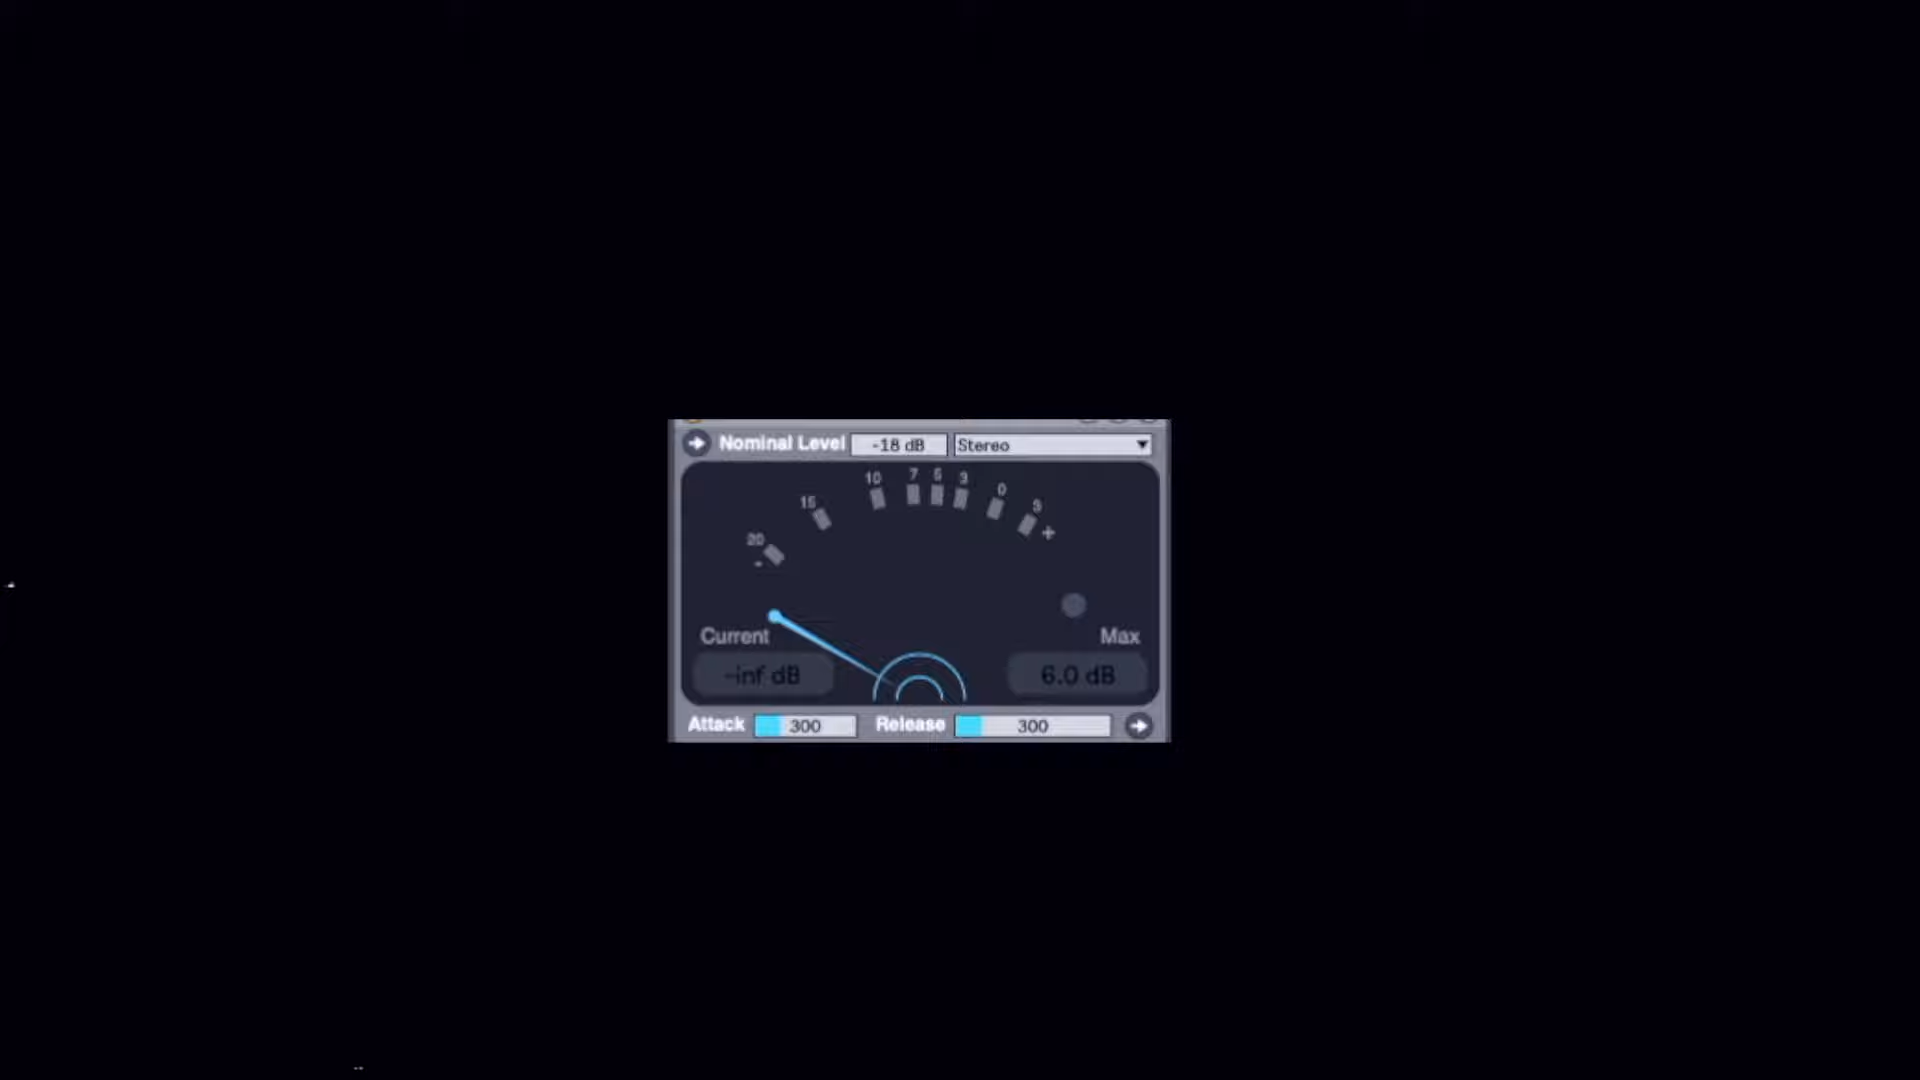 Nominal Level -18 dB Stereo
20 15 10 7 5 3 0 3
- +
Current Max
-inf dB 6.0 dB
Attack 300 Release 300